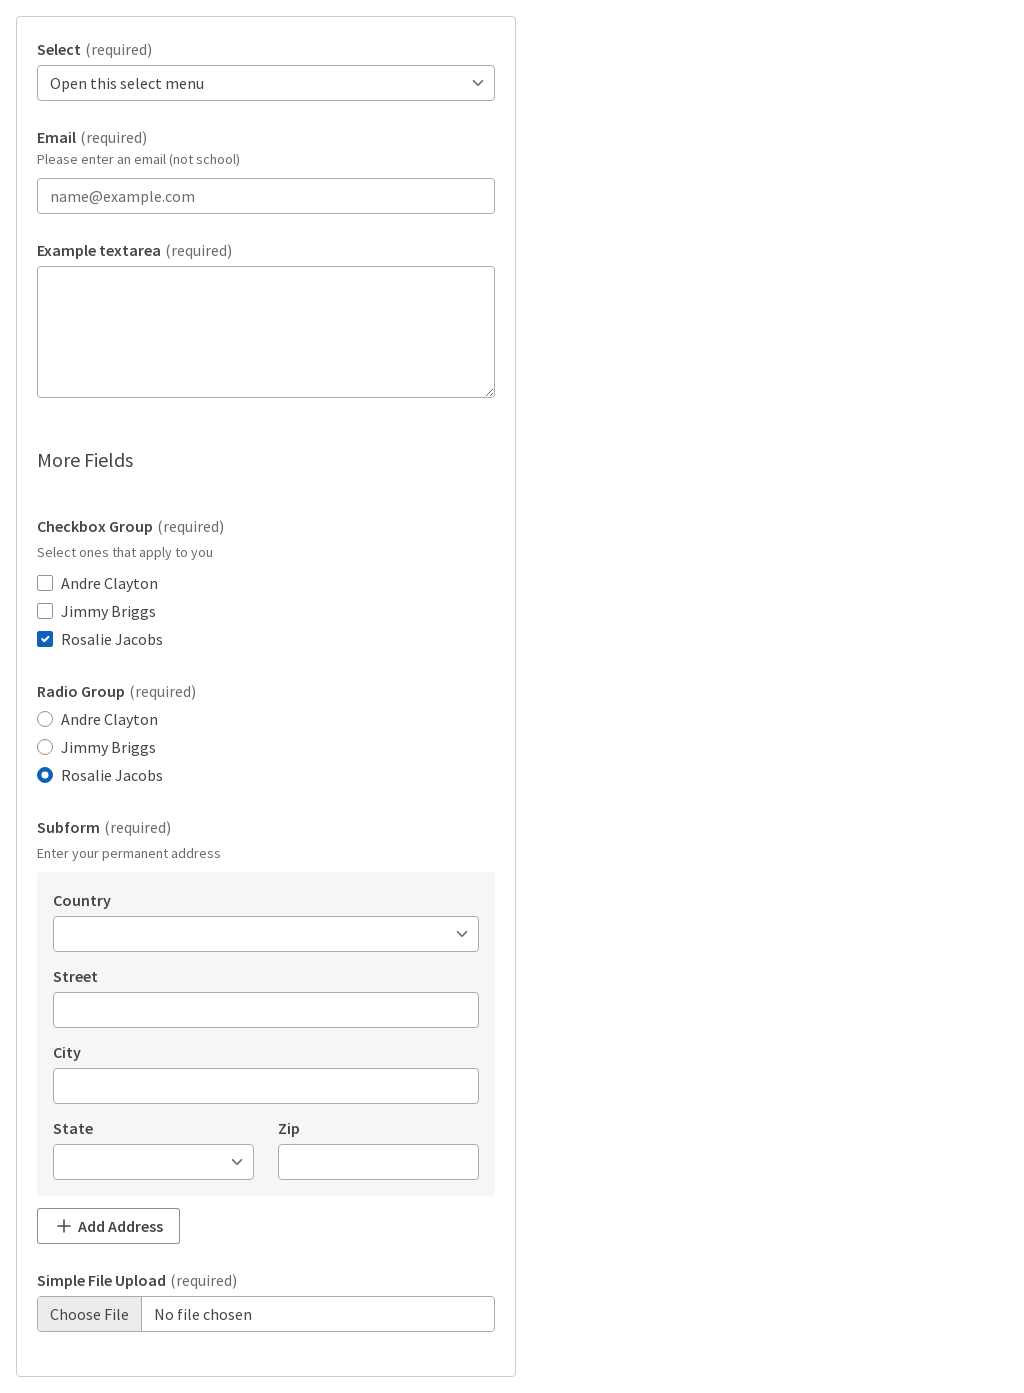 Select (required)
Open this select menu
Email (required)
Please enter an email (not school)
name@example.com
Example textarea (required)
More Fields
Checkbox Group (required)
Select ones that apply to you
Andre Clayton
Jimmy Briggs
Rosalie Jacobs
Radio Group (required)
Andre Clayton
Jimmy Briggs
Rosalie Jacobs
Subform (required)
Enter your permanent address
Country
Street
City
State Zip
Add Address
Simple File Upload (required)
Choose File No file chosen